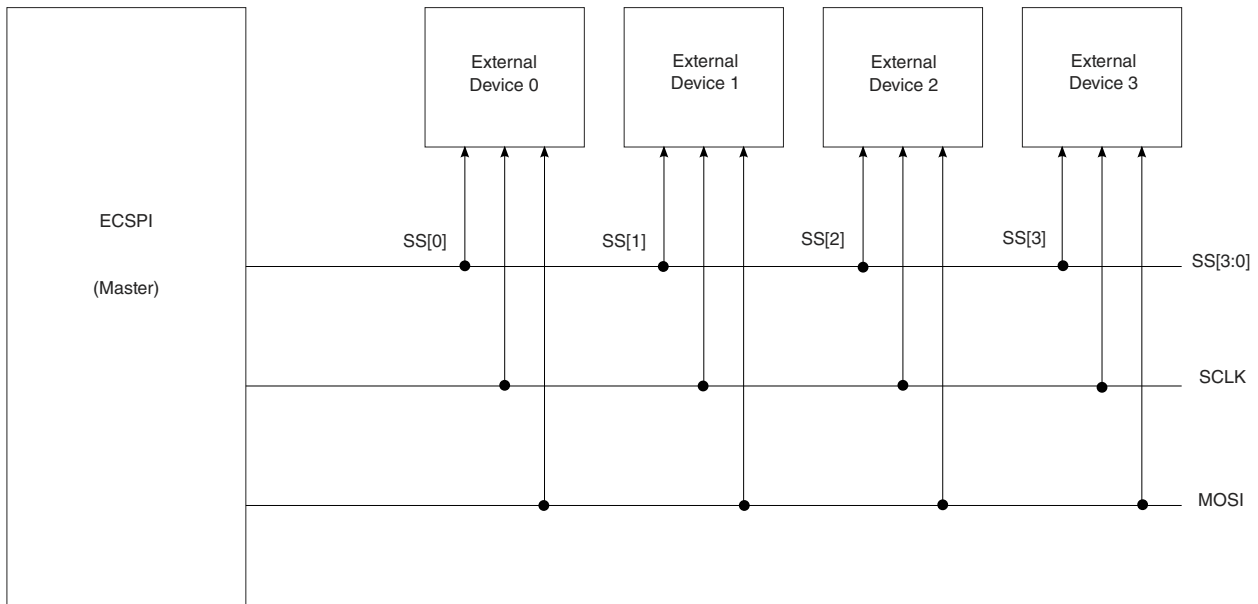 External
Device 0
External
Device 1
External
Device 2
External
Device 3
ECSPI
(Master)
SS[0]
SS[1]
SS[2]
SS[3]
SS[3:0]
SCLK
MOSI